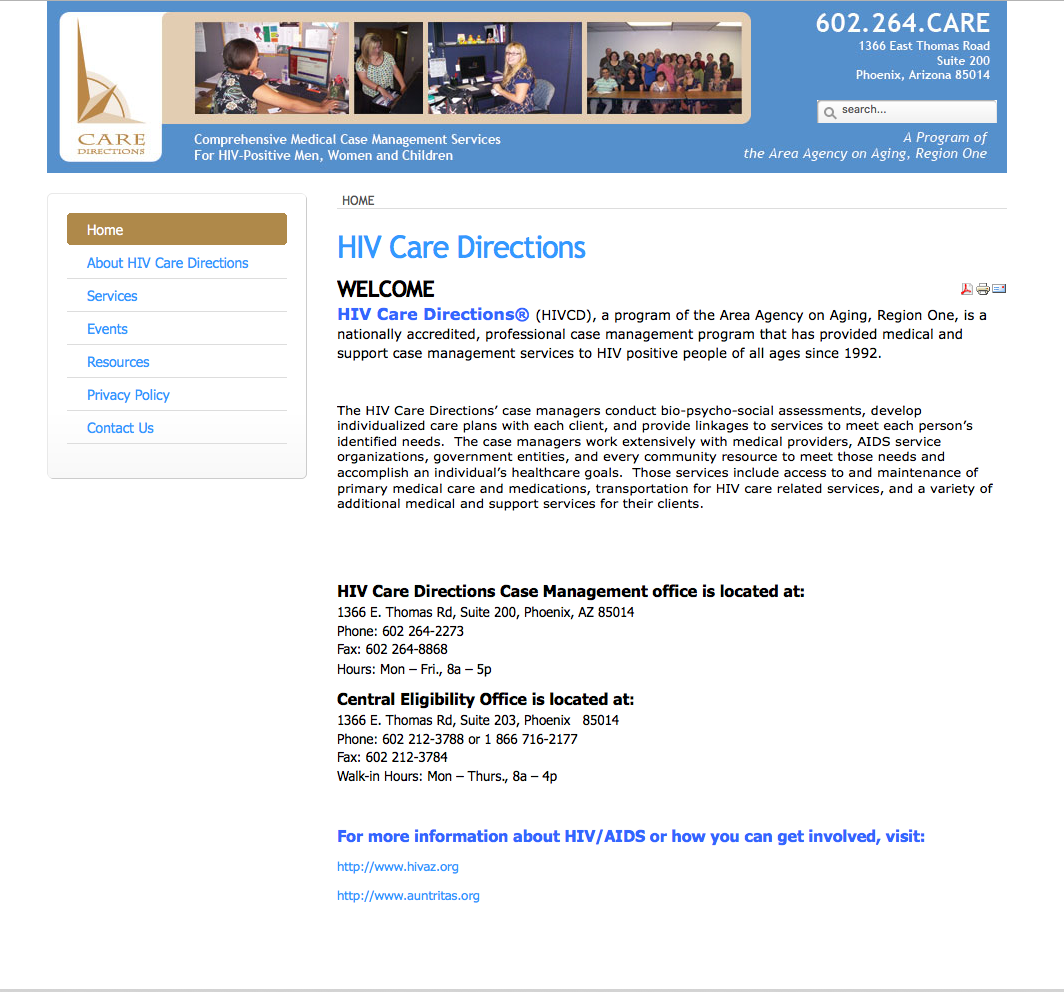 602.264.CARE
1366 East Thomas Road
Suite 200
Phoenix, Arizona 85014
search...
CARE
DIRECTIONS
Comprehensive Medical Case Management Services
For HIV-Positive Men, Women and Children
A Program of
the Area Agency on Aging, Region One
Home
About HIV Care Directions
Services
Events
Resources
Privacy Policy
Contact Us
HOME
HIV Care Directions
WELCOME
HIV Care Directions® (HIVCD), a program of the Area Agency on Aging, Region One, is a
nationally accredited, professional case management program that has provided medical and
support case management services to HIV positive people of all ages since 1992.
The HIV Care Directions’ case managers conduct bio-psycho-social assessments, develop
individualized care plans with each client, and provide linkages to services to meet each person’s
identified needs.  The case managers work extensively with medical providers, AIDS service
organizations, government entities, and every community resource to meet those needs and
accomplish an individual’s healthcare goals.  Those services include access to and maintenance of
primary medical care and medications, transportation for HIV care related services, and a variety of
additional medical and support services for their clients.
HIV Care Directions Case Management office is located at:
1366 E. Thomas Rd, Suite 200, Phoenix, AZ 85014
Phone: 602 264-2273
Fax: 602 264-8868
Hours: Mon – Fri., 8a – 5p
Central Eligibility Office is located at:
1366 E. Thomas Rd, Suite 203, Phoenix   85014
Phone: 602 212-3788 or 1 866 716-2177
Fax: 602 212-3784
Walk-in Hours: Mon – Thurs., 8a – 4p
For more information about HIV/AIDS or how you can get involved, visit:
http://www.hivaz.org
http://www.auntritas.org